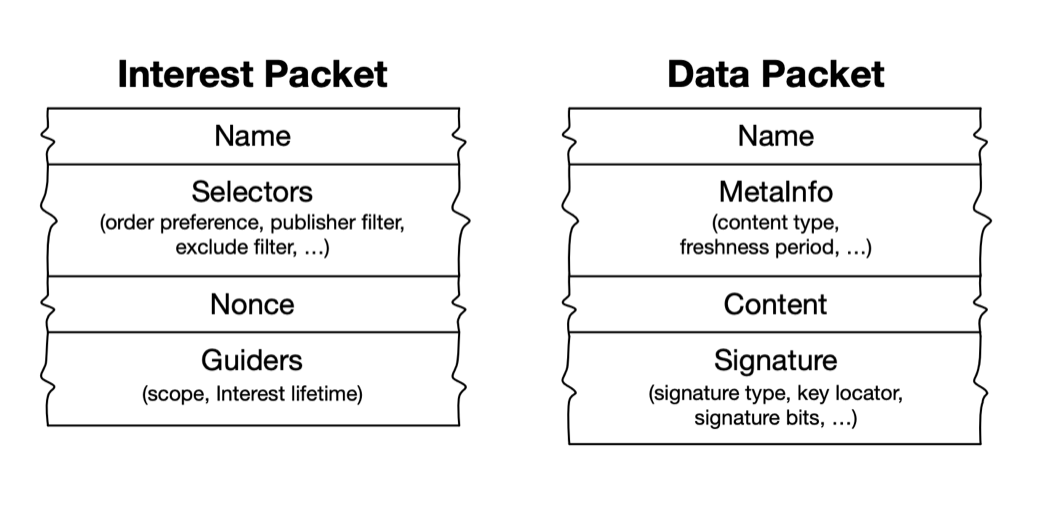 Interest Packet
Name
Selectors
(order preference, publisher filter,
exclude filter, ...)
Nonce
Guiders
(scope, Interest lifetime)
Data Packet
Name
MetaInfo
(content type,
freshness period, ...)
Content
Signature
(signature type, key locator,
signature bits, ...)